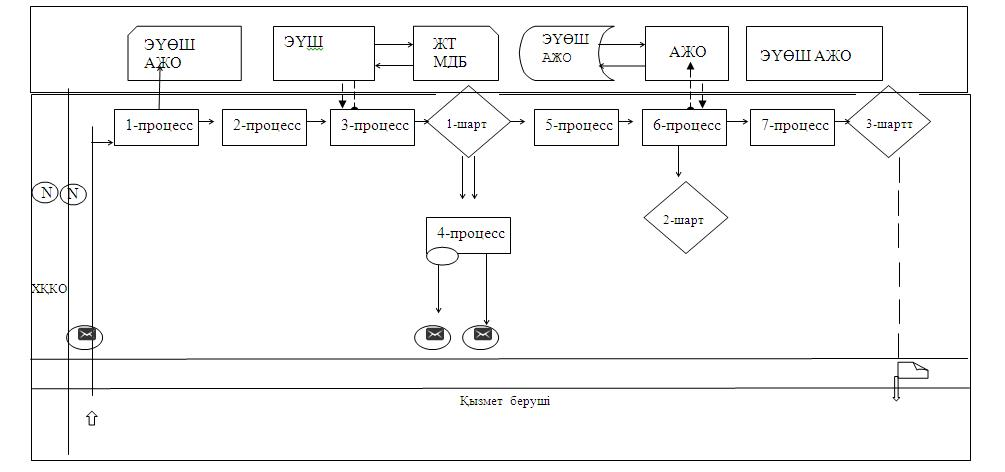 ЭҮӨШ
АЖО
ЭҮШ
ЖТ
МДБ
ЭҮӨШ
АЖО
АЖО
ЭҮӨШ АЖО
1-процесс
2-процесс
3-процесс
1-шарт
5-процесс
6-процесс
7-процесс
3-шартт
N
N
2-шарт
4-процесс
ХҚКО
Қызмет беруші